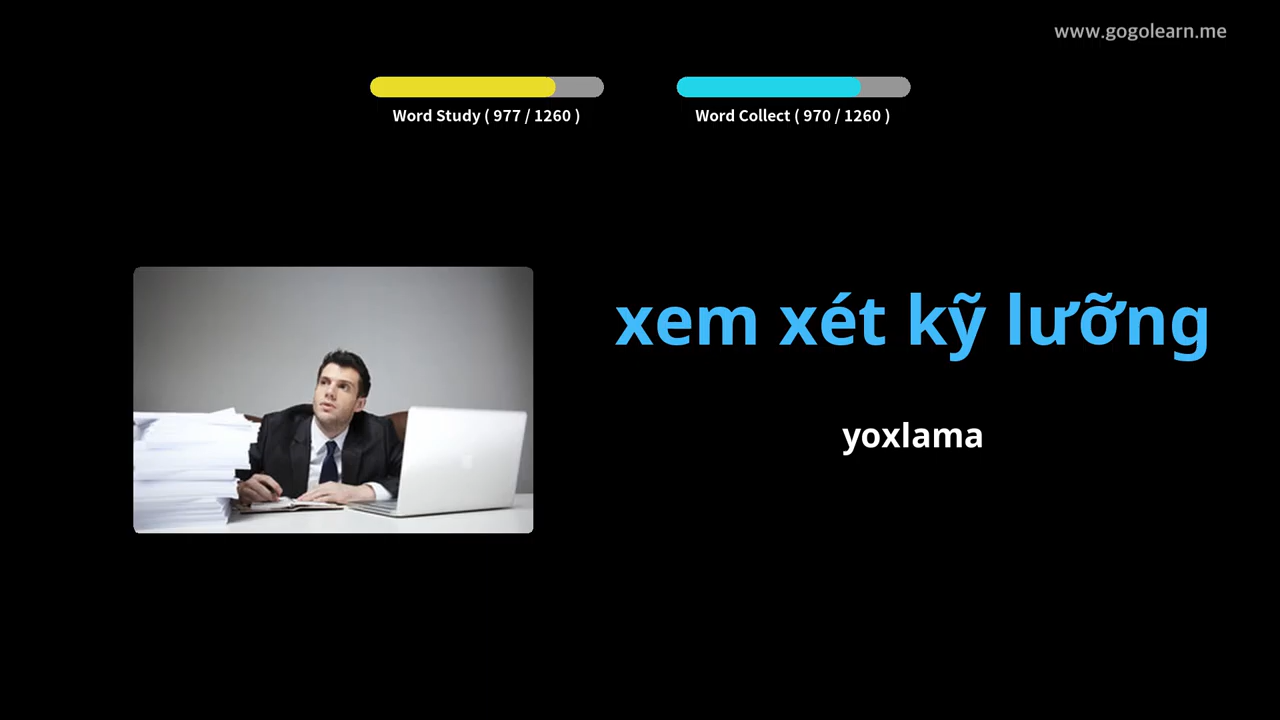 www.gogolearn.me
Word Study ( 977 / 1260 )
Word Collect ( 970 / 1260 )
xem xét kỹ lưỡng
yoxlama